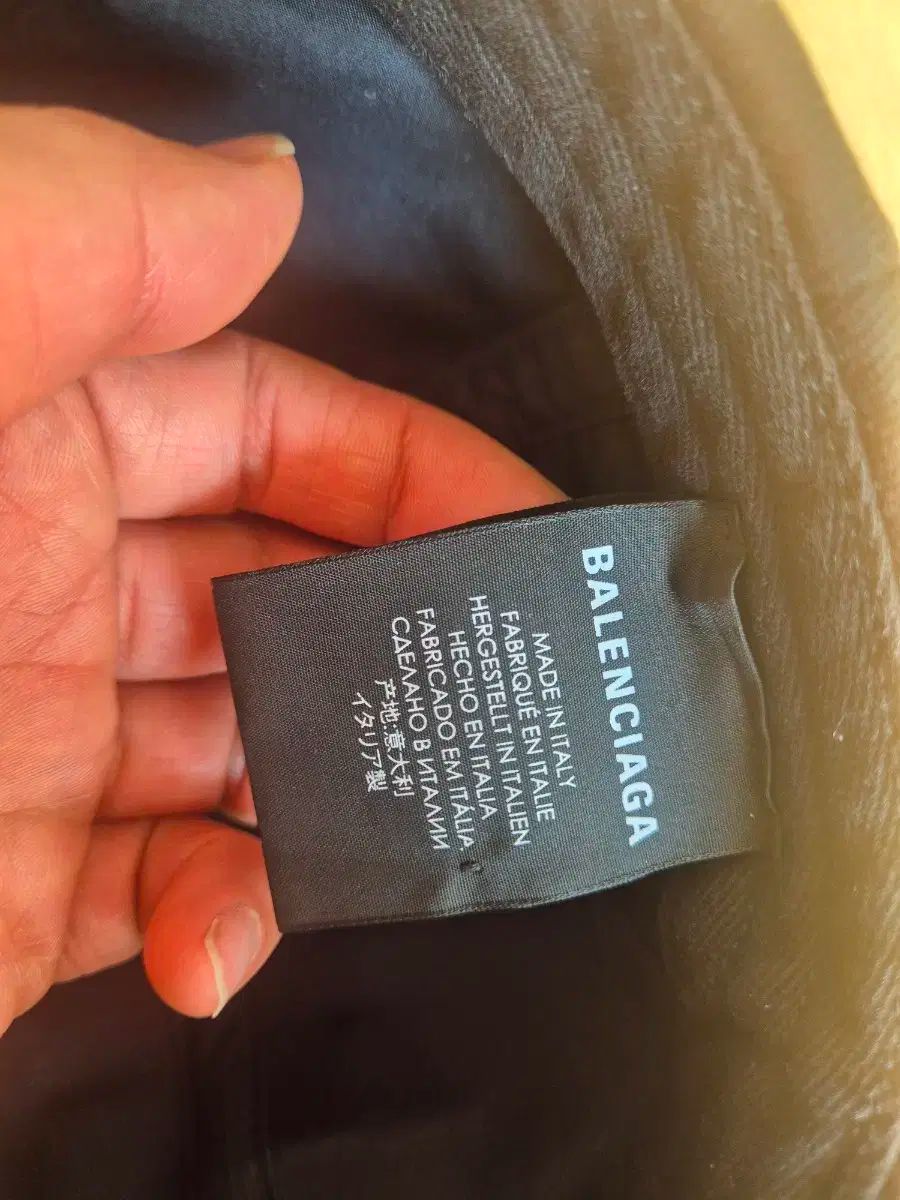 BALENCIAGA
MADE IN ITALY
FABRIQUÉ EN ITALIE
HERGESTELLT IN ITALIEN
HECHO EN ITALIA
FABRICADO EM ITÁLIA
СДЕЛАНО В ИТАЛИИ
产地:意大利
イタリア製